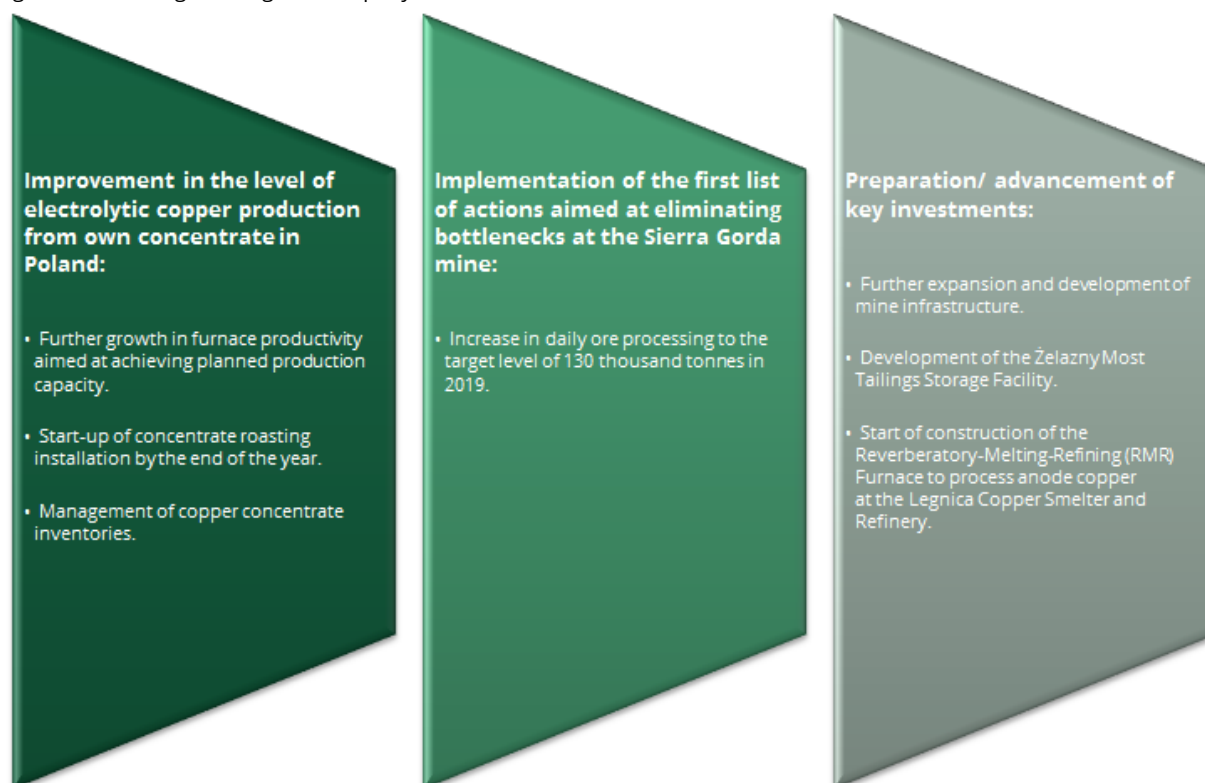 Improvement in the level of
electrolytic copper production
from own concentrate in
Poland:
• Further growth in furnace productivity
aimed at achieving planned production
capacity.
• Start-up of concentrate roasting
installation by the end of the year.
• Management of copper concentrate
inventories.
Implementation of the first list
of actions aimed at eliminating
bottlenecks at the Sierra Gorda
mine:
• Increase in daily ore processing to the
target level of 130 thousand tonnes in
2019.
Preparation/ advancement of
key investments:
• Further expansion and development of
mine infrastructure.
• Development of the Żelazny Most
Tailings Storage Facility.
• Start of construction of the
Reverberatory-Melting-Refining (RMR)
Furnace to process anode copper
at the Legnica Copper Smelter and
Refinery.